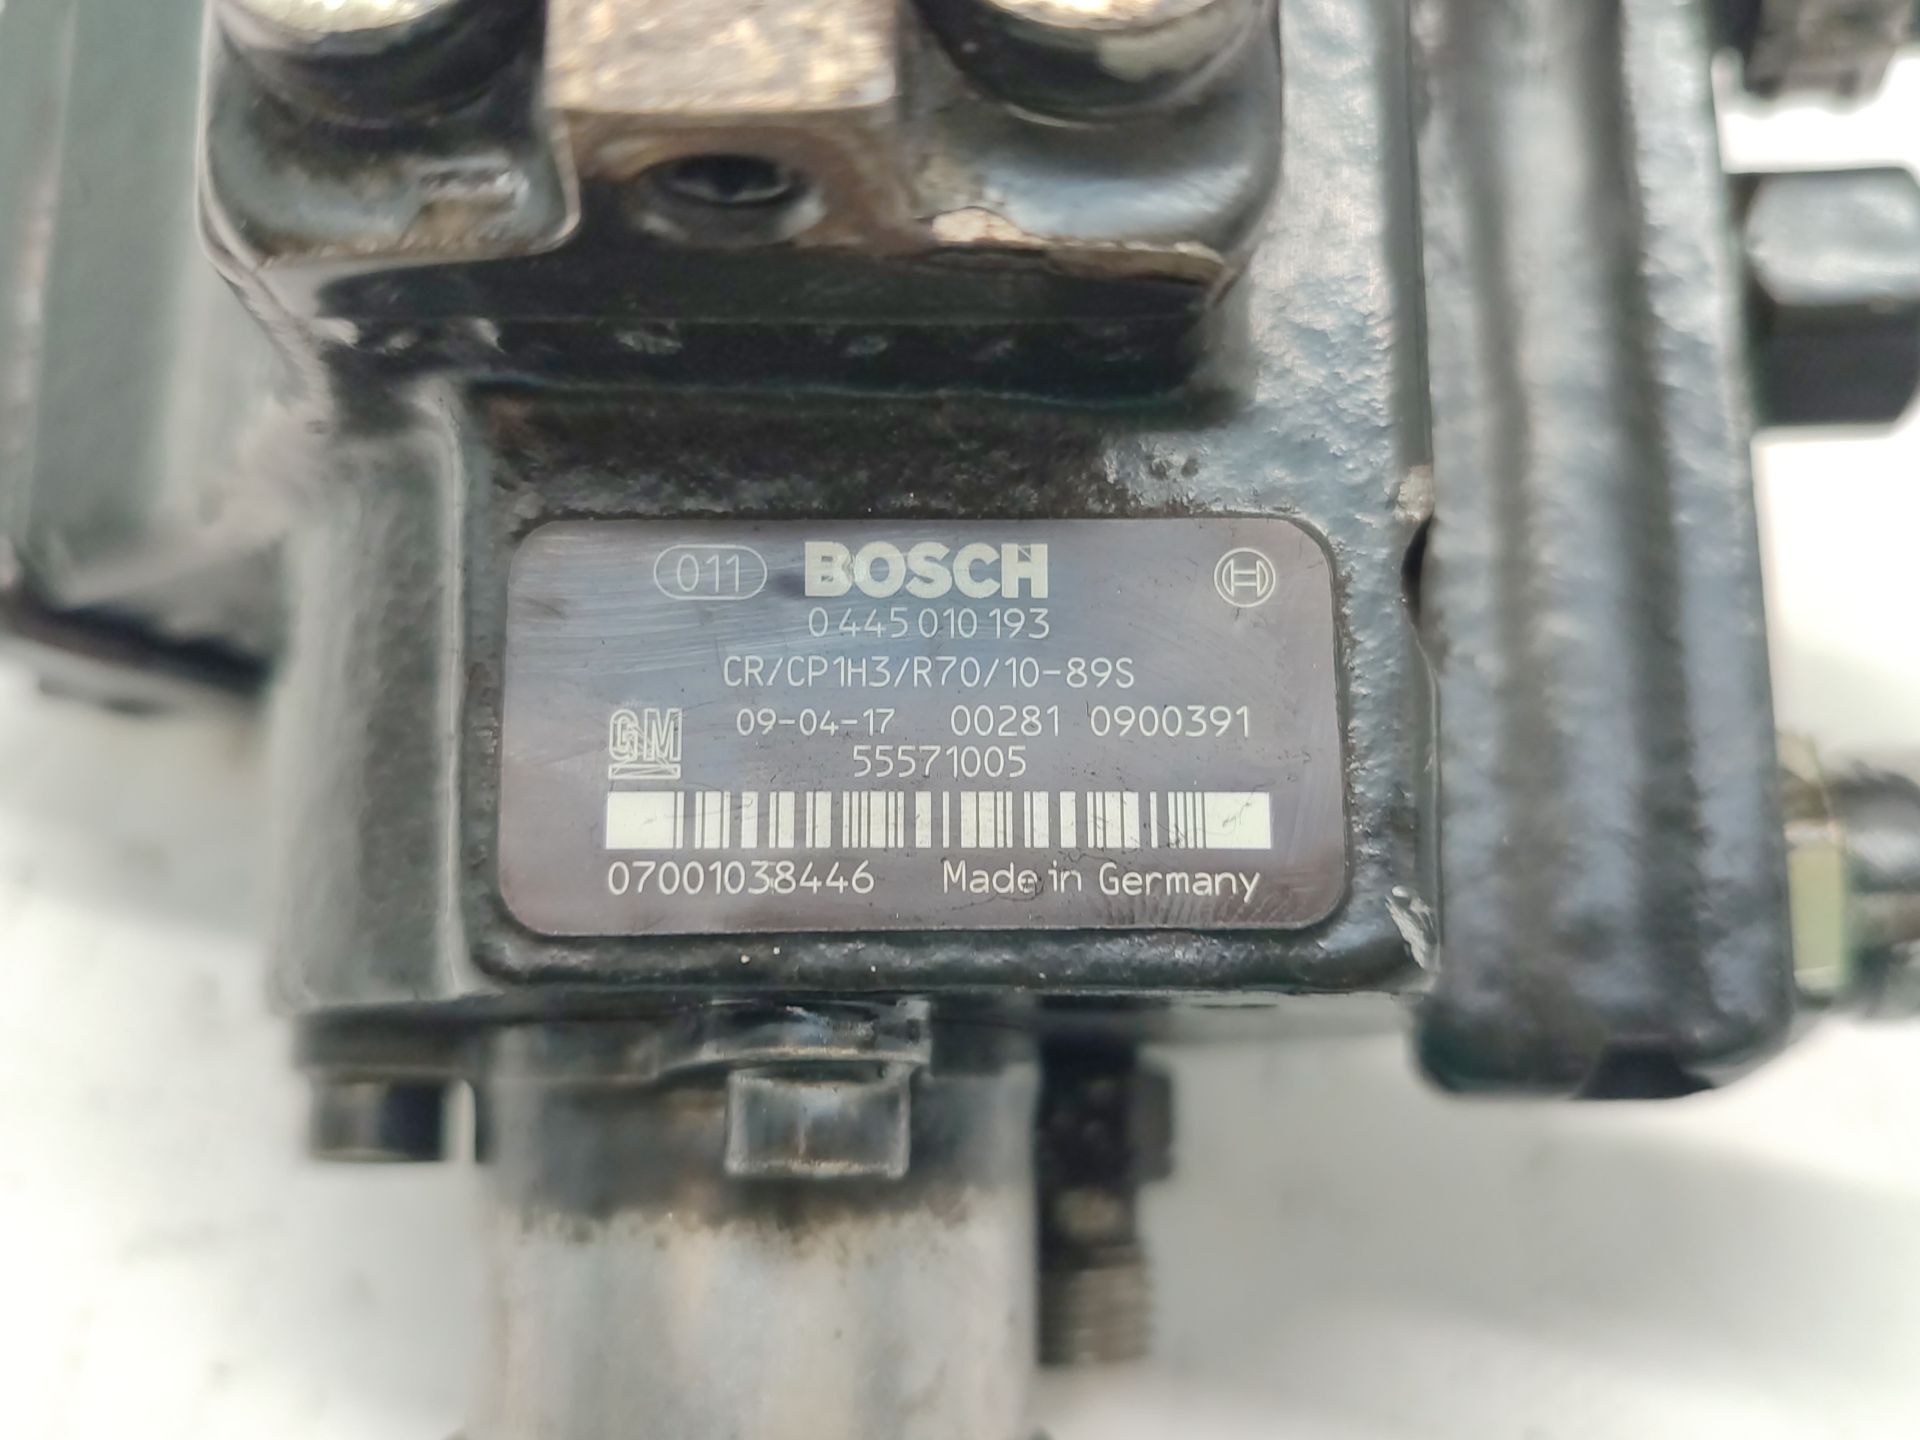 011 BOSCH
0 445 010 193
CR/CP1H3/R70/10-89S
GM 09-04-17 00281 0900391
55571005
07001038446 Made in Germany